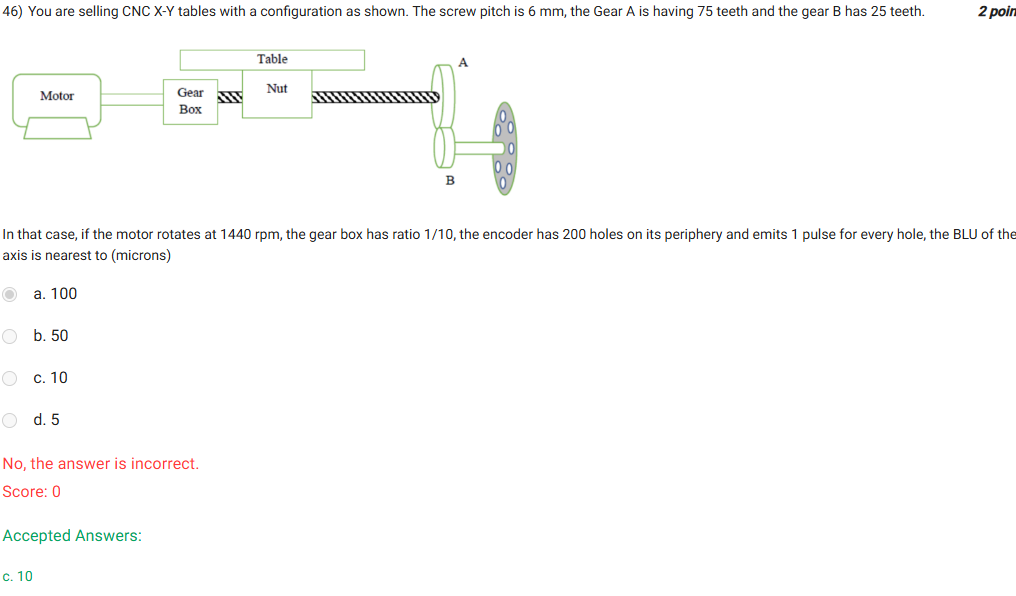 46) You are selling CNC X-Y tables with a configuration as shown. The screw pitch is 6 mm, the Gear A is having 75 teeth and the gear B has 25 teeth. 2 poin
Table
A
Motor
Gear
Box
Nut
B
In that case, if the motor rotates at 1440 rpm, the gear box has ratio 1/10, the encoder has 200 holes on its periphery and emits 1 pulse for every hole, the BLU of the
axis is nearest to (microns)
a. 100
b. 50
c. 10
d. 5
No, the answer is incorrect.
Score: 0
Accepted Answers:
c. 10